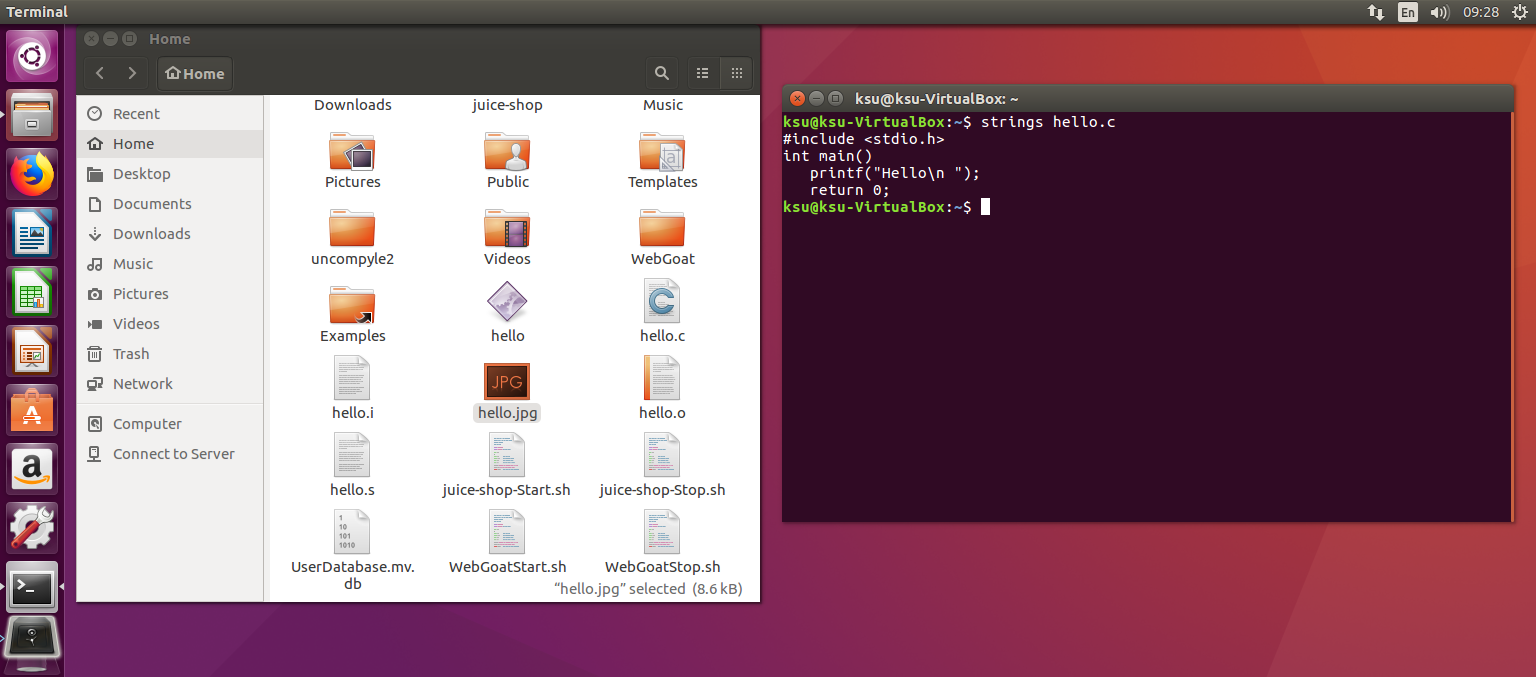 Terminal
En
09:28
Home
Home
Recent
Home
Desktop
Documents
Downloads
Music
Pictures
Videos
Trash
Network
Computer
Connect to Server
Downloads juice-shop Music
Pictures Public Templates
uncompyle2 Videos WebGoat
Examples hello hello.c
JPG
hello.i hello.jpg hello.o
hello.s juice-shop-Start.sh juice-shop-Stop.sh
1
10
101
1010
UserDatabase.mv. WebGoatStart.sh WebGoatStop.sh
db
“hello.jpg” selected (8.6 kB)
ksu@ksu-VirtualBox: ~
ksu@ksu-VirtualBox:~$ strings hello.c
#include <stdio.h>
int main()
   printf("Hello\n ");
   return 0;
ksu@ksu-VirtualBox:~$